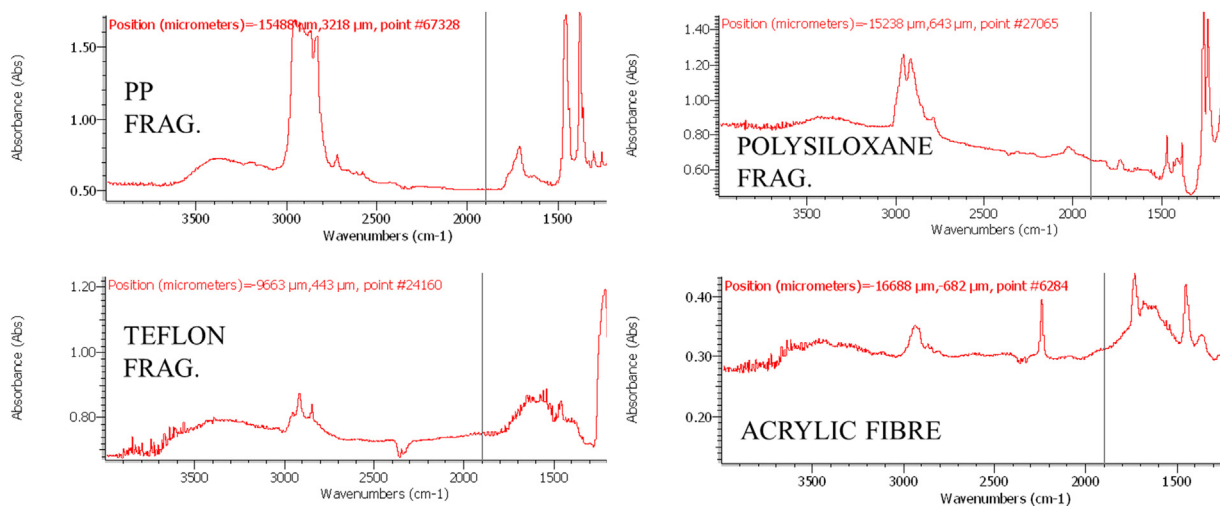 Position (micrometers)=-15488 µm,3218 µm, point #67328
1.50
1.00
0.50
Absorbance (Abs)
PP
FRAG.
3500 3000 2500 2000 1500
Wavenumbers (cm-1)
Position (micrometers)=-15238 µm,643 µm, point #27065
1.40
1.20
1.00
0.80
0.60
Absorbance (Abs)
POLYSILOXANE
FRAG.
3500 3000 2500 2000 1500
Wavenumbers (cm-1)
Position (micrometers)=-9663 µm,443 µm, point #24160
1.20
1.00
0.80
Absorbance (Abs)
TEFLON
FRAG.
3500 3000 2500 2000 1500
Wavenumbers (cm-1)
Position (micrometers)=-16688 µm,-682 µm, point #6284
0.40
0.30
0.20
Absorbance (Abs)
ACRYLIC FIBRE
3500 3000 2500 2000 1500
Wavenumbers (cm-1)